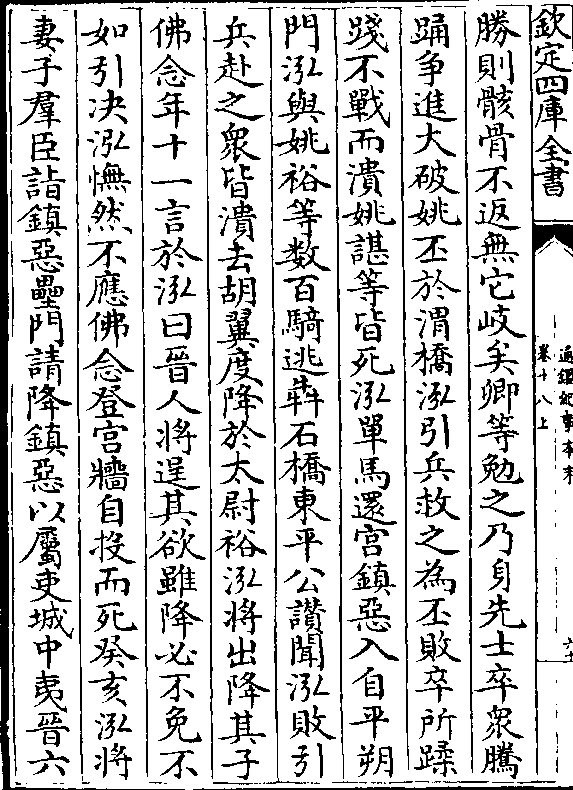 欽定四庫全書
通鑑紀事本末
卷十八上
六十
勝則骸骨不返無它岐矣卿等勉之乃身先士卒衆騰
踊争進大破姚丕於渭橋泓引兵救之為丕敗卒所蹂
踐不戰而潰姚諶等皆死泓單馬還宫鎮惡入自平朔
門泓與姚裕等數百騎逃犇石橋東平公讃聞泓敗引
兵赴之衆皆潰去胡翼度降於太尉裕泓將出降其子
佛念年十一言於泓曰晉人將逞其欲雖降必不免不
如引决泓憮然不應佛念登宫牆自投而死癸亥泓將
妻子羣臣詣鎮惡壘門請降鎮惡以屬吏城中夷晉六